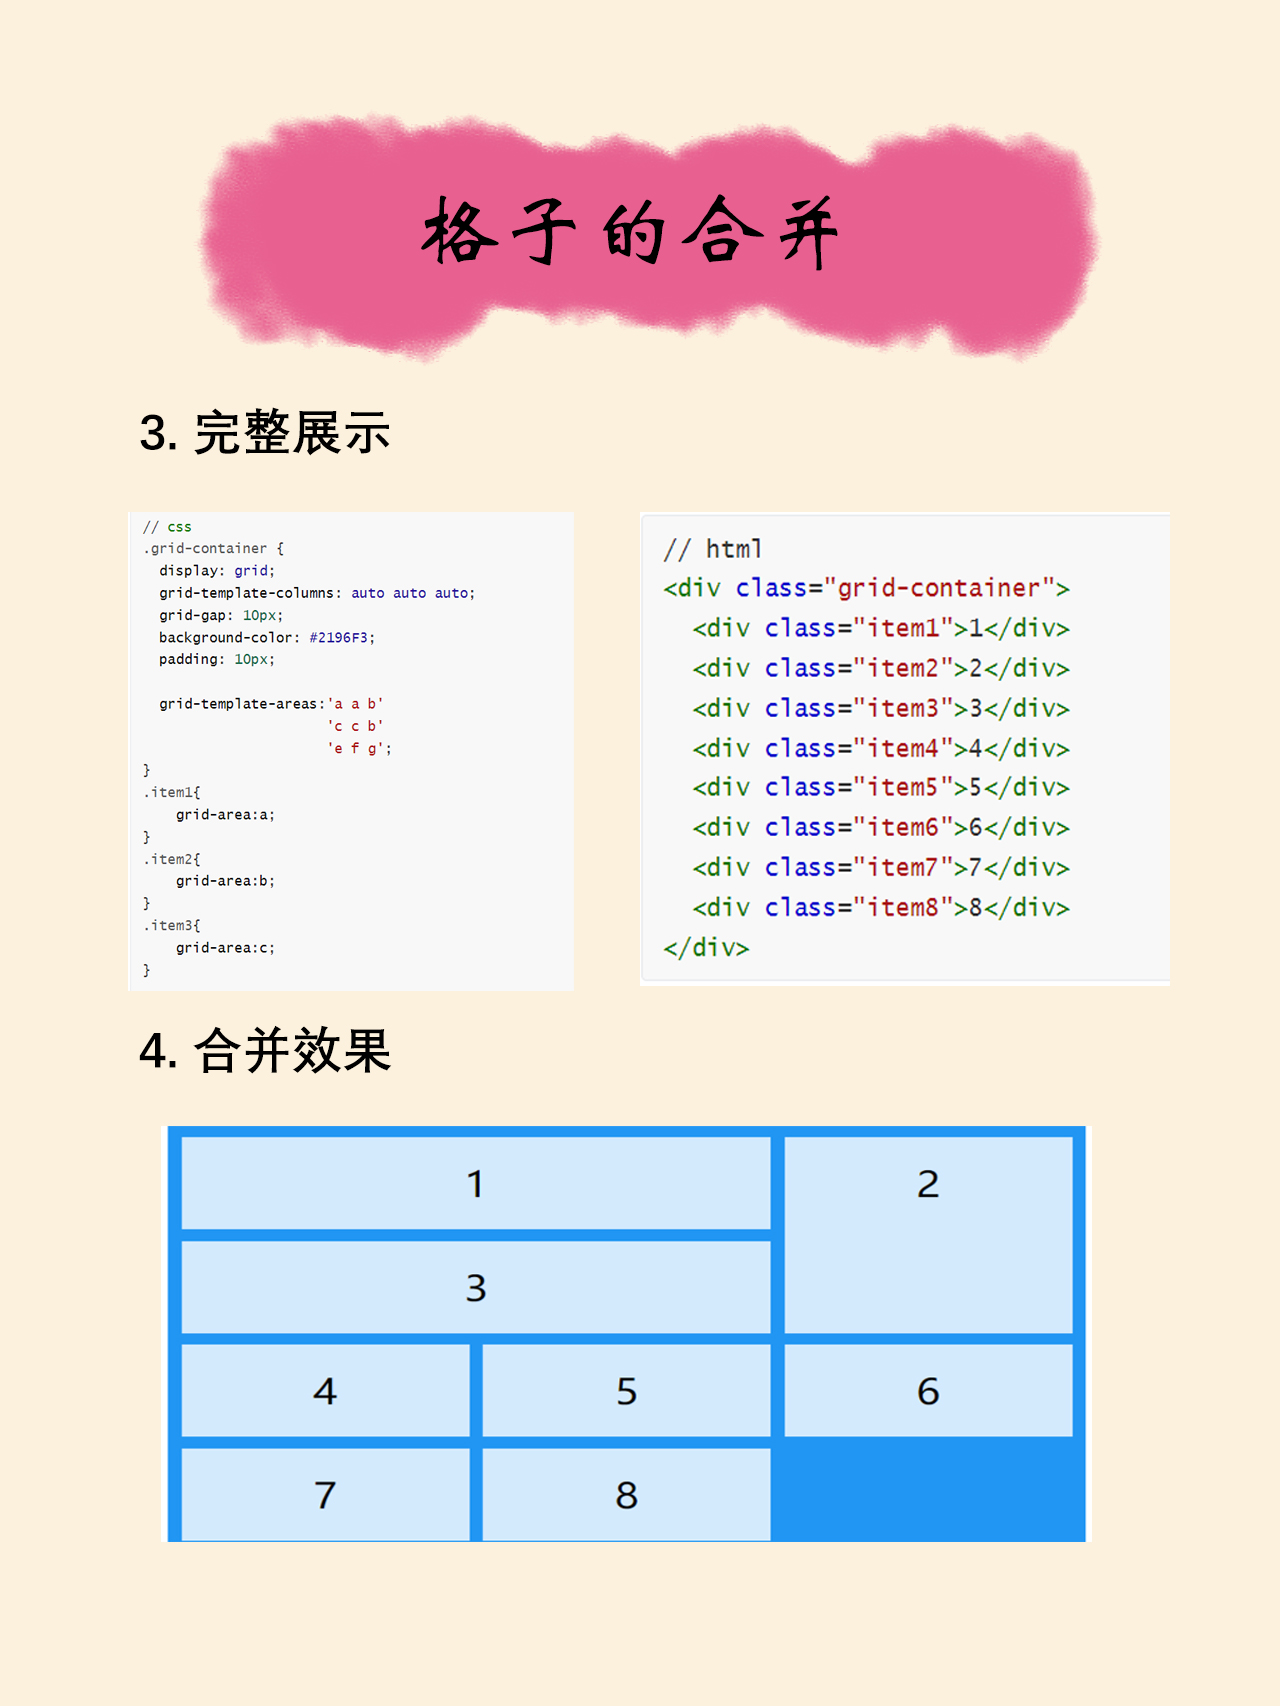 格子的合并
3. 完整展示
// css
.grid-container {
  display: grid;
  grid-template-columns: auto auto auto;
  grid-gap: 10px;
  background-color: #2196F3;
  padding: 10px;
  grid-template-areas:'a a b'
                      'c c b'
                      'e f g';
}
.item1{
    grid-area:a;
}
.item2{
    grid-area:b;
}
.item3{
    grid-area:c;
}
// html
<div class="grid-container">
  <div class="item1">1</div>
  <div class="item2">2</div>
  <div class="item3">3</div>
  <div class="item4">4</div>
  <div class="item5">5</div>
  <div class="item6">6</div>
  <div class="item7">7</div>
  <div class="item8">8</div>
</div>
4. 合并效果
1 2
3
4 5 6
7 8